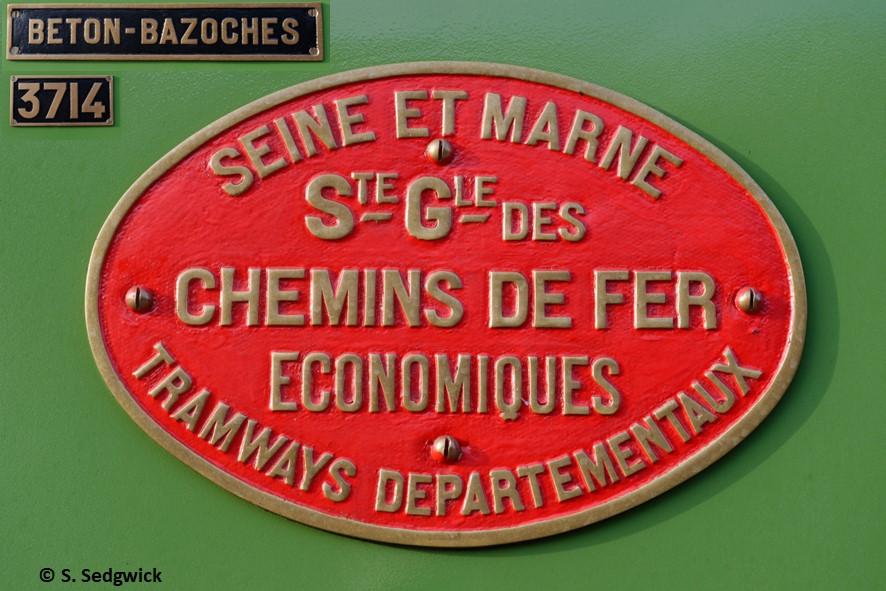 BETON-BAZOCHES
3714
SEINE ET MARNE
STE GLE DES
CHEMINS DE FER
ECONOMIQUES
TRAMWAYS DEPARTEMENTAUX
© S. Sedgwick